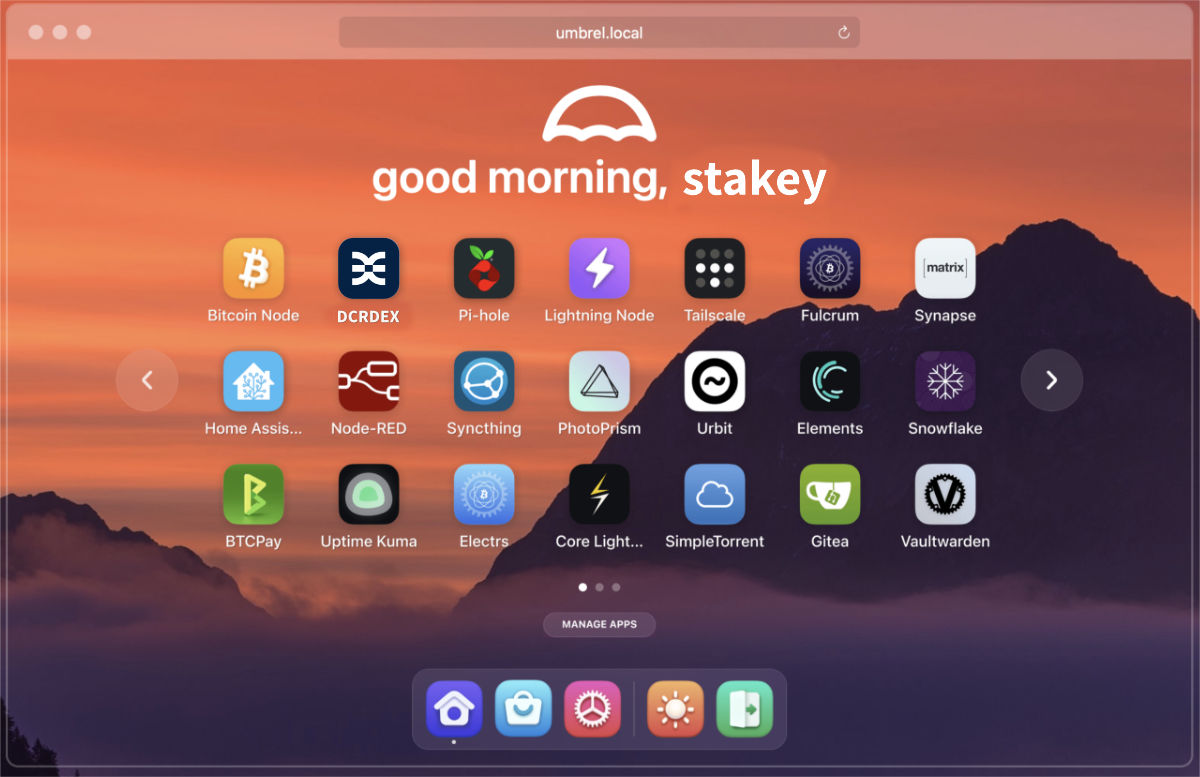 umbrel.local
good morning, stakey
Bitcoin Node
DCRDEX
Pi-hole
Lightning Node
Tailscale
Fulcrum
[matrix]
Synapse
Home Assis...
Node-RED
Syncthing
PhotoPrism
Urbit
Elements
Snowflake
BTCPay
Uptime Kuma
Electrs
Core Light...
SimpleTorrent
Gitea
Vaultwarden
MANAGE APPS